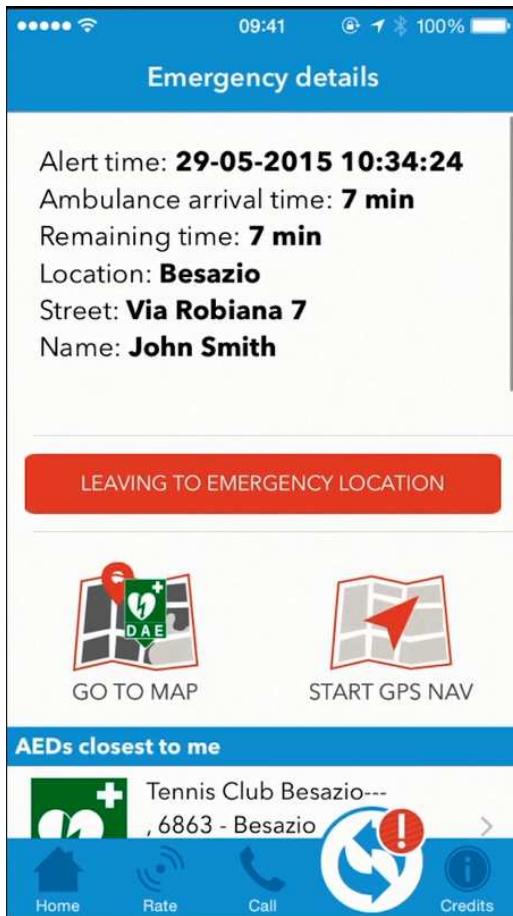 09:41
100%
Emergency details
Alert time: 29-05-2015 10:34:24
Ambulance arrival time: 7 min
Remaining time: 7 min
Location: Besazio
Street: Via Robiana 7
Name: John Smith
LEAVING TO EMERGENCY LOCATION
DAE
GO TO MAP
START GPS NAV
AEDs closest to me
Tennis Club Besazio---
, 6863 - Besazio
Home
Rate
Call
Credits